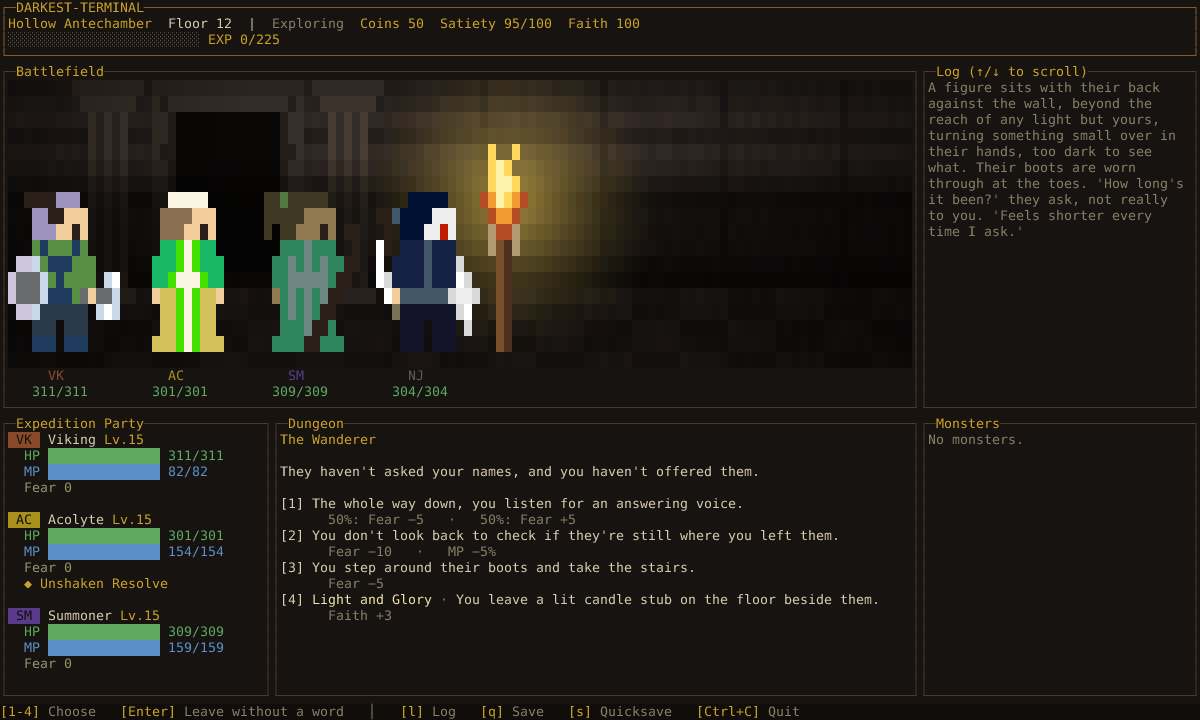 DARKEST-TERMINAL
Hollow Antechamber  Floor 12  |  Exploring  Coins 50  Satiety 95/100  Faith 100
EXP 0/225
Battlefield
VK AC SM NJ
311/311 301/301 309/309 304/304
Log (↑/↓ to scroll)
A figure sits with their back
against the wall, beyond the
reach of any light but yours,
turning something small over in
their hands, too dark to see
what. Their boots are worn
through at the toes. 'How long's
it been?' they ask, not really
to you. 'Feels shorter every
time I ask.'
Expedition Party
VK Viking Lv.15
HP 311/311
MP 82/82
Fear 0
AC Acolyte Lv.15
HP 301/301
MP 154/154
Fear 0
◆ Unshaken Resolve
SM Summoner Lv.15
HP 309/309
MP 159/159
Fear 0
Dungeon
The Wanderer
They haven't asked your names, and you haven't offered them.
[1] The whole way down, you listen for an answering voice.
50%: Fear −5 · 50%: Fear +5
[2] You don't look back to check if they're still where you left them.
Fear −10 · MP −5%
[3] You step around their boots and take the stairs.
Fear −5
[4] Light and Glory · You leave a lit candle stub on the floor beside them.
Faith +3
Monsters
No monsters.
[1-4] Choose [Enter] Leave without a word │ [l] Log [q] Save [s] Quicksave [Ctrl+C] Quit